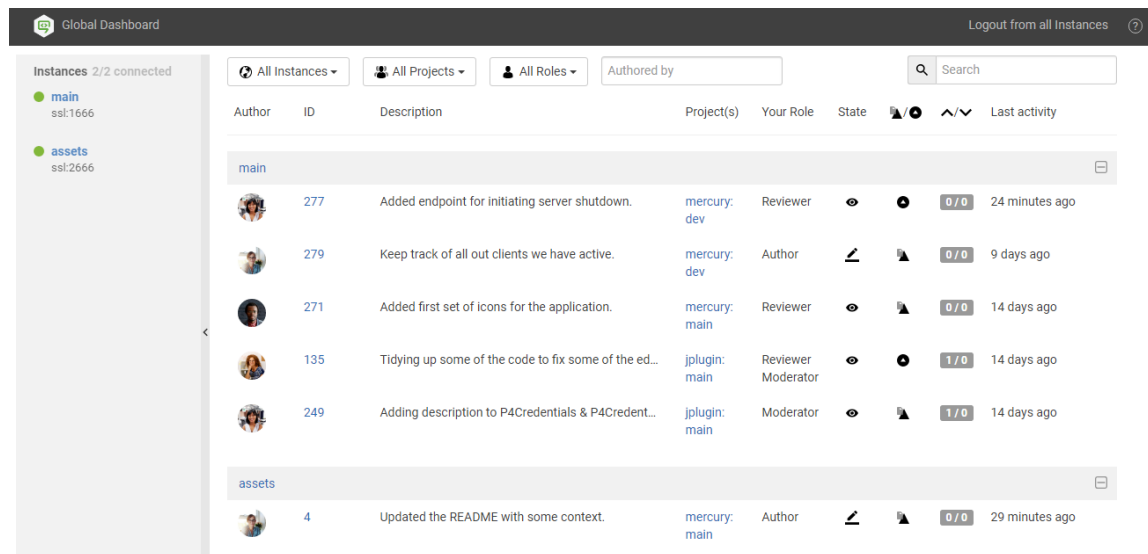 Global Dashboard
Logout from all Instances
Instances 2/2 connected
main
ssl:1666
assets
ssl:2666
All Instances
All Projects
All Roles
Authored by
Search
Author ID Description Project(s) Your Role State / / Last activity
main
277 Added endpoint for initiating server shutdown. mercury: Reviewer 0 / 0 24 minutes ago
dev
279 Keep track of all out clients we have active. mercury: Author 0 / 0 9 days ago
dev
271 Added first set of icons for the application. mercury: Reviewer 0 / 0 14 days ago
main
135 Tidying up some of the code to fix some of the ed... jplugin: Reviewer 1 / 0 14 days ago
main Moderator
249 Adding description to P4Credentials & P4Credent... jplugin: Moderator 1 / 0 14 days ago
main
assets
4 Updated the README with some context. mercury: Author 0 / 0 29 minutes ago
main